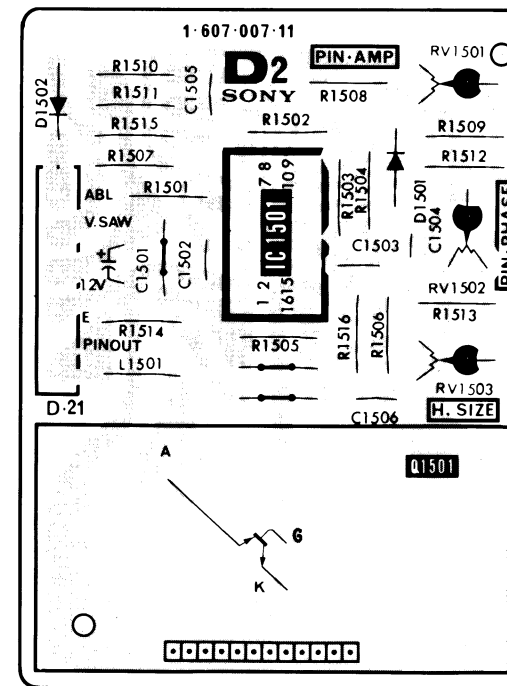 1-607-007-11
D2
SONY
PIN·AMP
RV1501
D1502
R1510
R1511
C1505
R1515
R1507
R1508
R1502
R1509
R1512
ABL
R1501
V.SAW
+
12V
E
PINOUT
C1501
C1502
7 8
10 9
IC1501
1 2
16 15
R1503
R1504
D1501
C1504
C1503
PIN-PHASE
RV1502
R1513
R1514
L1501
R1505
R1516
R1506
RV1503
H. SIZE
D-21
C1506
Q1501
A
G
K